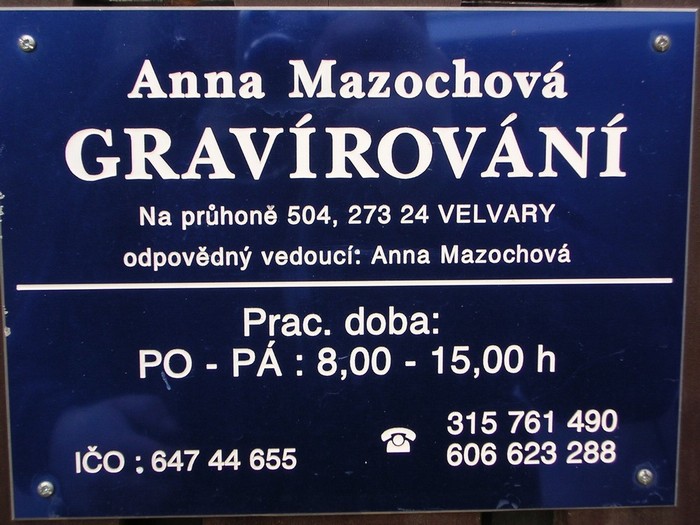 Anna Mazochová
GRAVÍROVÁNÍ
Na průhoně 504, 273 24 VELVARY
odpovědný vedoucí: Anna Mazochová
Prac. doba:
PO - PÁ : 8,00 - 15,00 h
315 761 490
IČO : 647 44 655
606 623 288